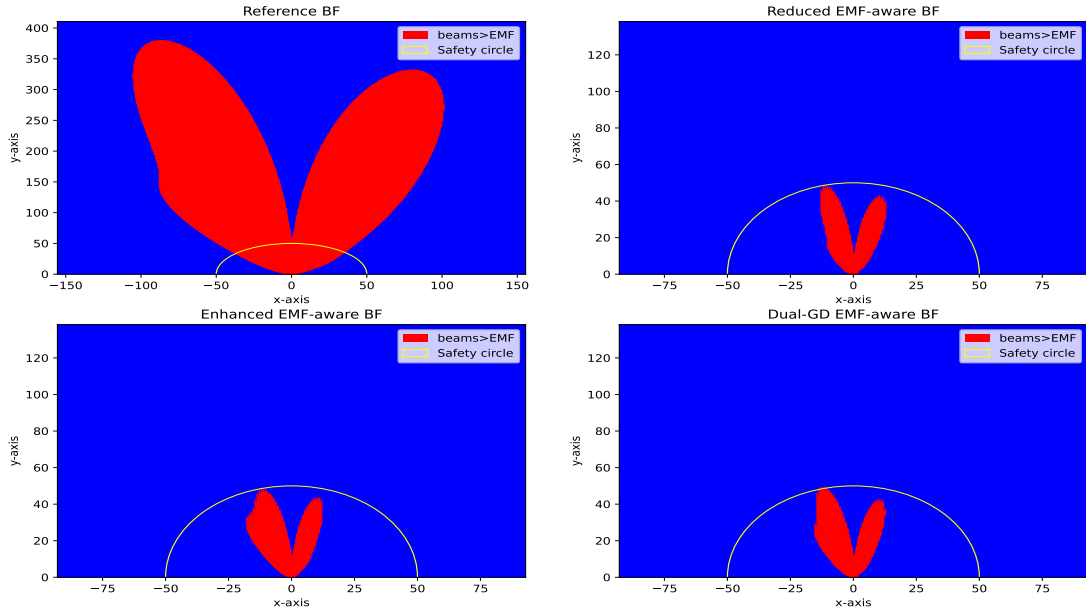 Reference BF
beams>EMF
Safety circle
y-axis
400
350
300
250
200
150
100
50
0
−150
−100
−50
0
50
100
150
x-axis
Reduced EMF-aware BF
beams>EMF
Safety circle
y-axis
120
100
80
60
40
20
0
−75
−50
−25
0
25
50
75
x-axis
Enhanced EMF-aware BF
beams>EMF
Safety circle
y-axis
120
100
80
60
40
20
0
−75
−50
−25
0
25
50
75
x-axis
Dual-GD EMF-aware BF
beams>EMF
Safety circle
y-axis
120
100
80
60
40
20
0
−75
−50
−25
0
25
50
75
x-axis